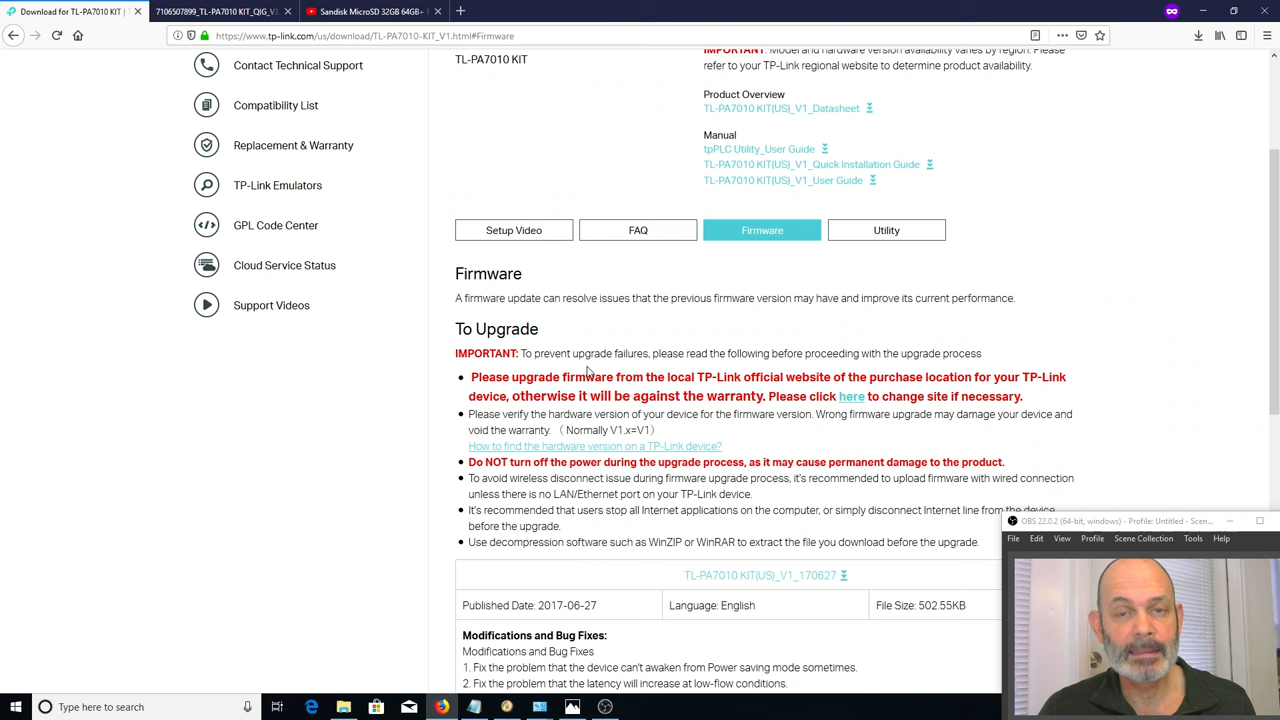 Download for TL-PA7010-KIT | T
7106507899_TL-PA7010 KIT_QIG_V3
Sandisk MicroSD 32GB 64GB+
https://www.tp-link.com/us/download/TL-PA7010-KIT_V1.html#Firmware
Contact Technical Support
Compatibility List
Replacement & Warranty
TP-Link Emulators
GPL Code Center
Cloud Service Status
Support Videos
TL-PA7010 KIT
IMPORTANT: Model and hardware version availability varies by region. Please
refer to your TP-Link regional website to determine product availability.
Product Overview
TL-PA7010 KIT(US)_V1_Datasheet
Manual
tpPLC Utility_User Guide
TL-PA7010 KIT(US)_V1_Quick Installation Guide
TL-PA7010 KIT(US)_V1_User Guide
Setup Video
FAQ
Firmware
Utility
Firmware
A firmware update can resolve issues that the previous firmware version may have and improve its current performance.
To Upgrade
IMPORTANT: To prevent upgrade failures, please read the following before proceeding with the upgrade process
Please upgrade firmware from the local TP-Link official website of the purchase location for your TP-Link
device, otherwise it will be against the warranty. Please click here to change site if necessary.
Please verify the hardware version of your device for the firmware version. Wrong firmware upgrade may damage your device and
void the warranty. （ Normally V1.x=V1）
How to find the hardware version on a TP-Link device?
Do NOT turn off the power during the upgrade process, as it may cause permanent damage to the product.
To avoid wireless disconnect issue during firmware upgrade process, it's recommended to upload firmware with wired connection
unless there is no LAN/Ethernet port on your TP-Link device.
It's recommended that users stop all Internet applications on the computer, or simply disconnect Internet line from the device
before the upgrade.
Use decompression software such as WinZIP or WinRAR to extract the file you download before the upgrade.
TL-PA7010 KIT(US)_V1_170627
Published Date: 2017-06-27
Language: English
File Size: 502.55KB
Modifications and Bug Fixes:
Modifications and Bug Fixes
1. Fix the problem that the device can't awaken from Power saving mode sometimes.
2. Fix the problem that the latency will increase at low-flow conditions.
OBS 22.0.2 (64-bit, windows) - Profile: Untitled - Scen...
File Edit View Profile Scene Collection Tools Help
Type here to search